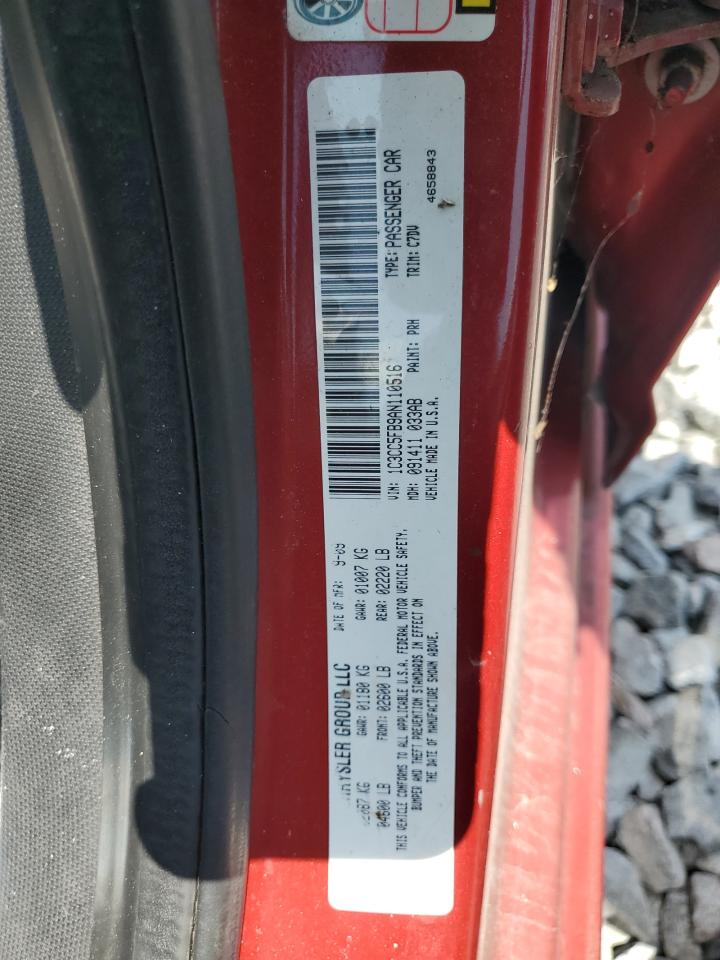 CHRYSLER GROUP LLC
DATE OF MFR: 9-09
GAWR: 01180 KG
GAWR: 01007 KG
04600 LB
FRONT: 02600 LB
REAR: 02220 LB
THIS VEHICLE CONFORMS TO ALL APPLICABLE U.S.A. FEDERAL MOTOR VEHICLE SAFETY,
BUMPER AND THEFT PREVENTION STANDARDS IN EFFECT ON
THE DATE OF MANUFACTURE SHOWN ABOVE.
VIN: 1C3CC5FB9AN110516
TYPE: PASSENGER CAR
MDH: 091411 033AB
PAINT: PRH
TRIM: C7DV
VEHICLE MADE IN U.S.A.
4658843